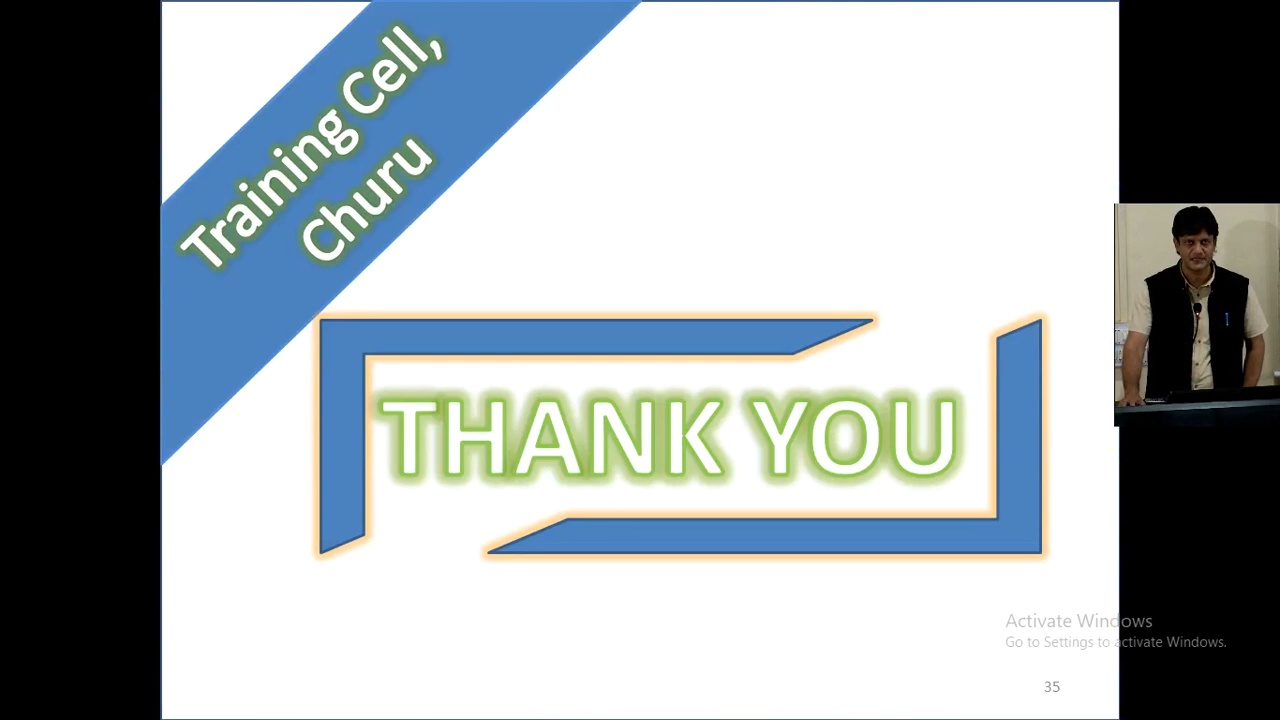 Training Cell,
Churu
THANK YOU
Activate Windows
Go to Settings to activate Windows.
35